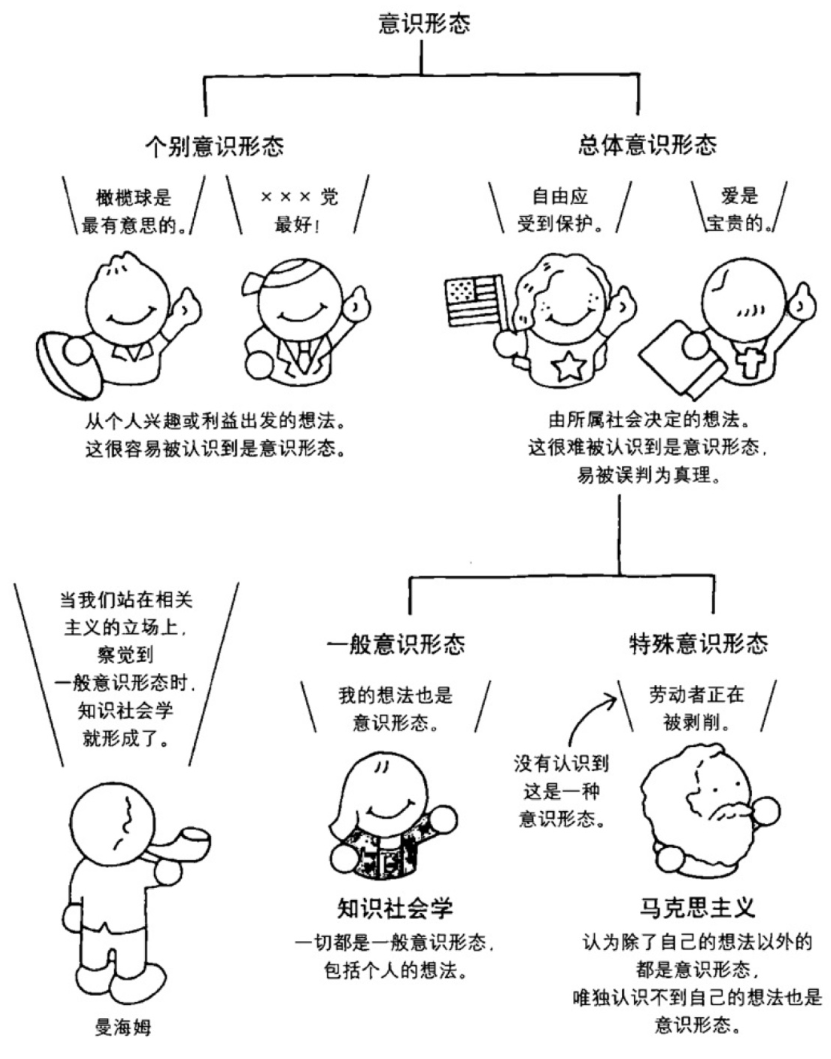 意识形态
个别意识形态
总体意识形态
橄榄球是
最有意思的。
×××党
最好！
自由应
受到保护。
爱是
宝贵的。
从个人兴趣或利益出发的想法。
这很容易被认识到是意识形态。
由所属社会决定的想法。
这很难被认识到是意识形态，
易被误判为真理。
当我们站在相关
主义的立场上，
察觉到
一般意识形态时，
知识社会学
就形成了。
曼海姆
一般意识形态
我的想法也是
意识形态。
知识社会学
一切都是一般意识形态，
包括个人的想法。
特殊意识形态
劳动者正在
被剥削。
没有认识到
这是一种
意识形态。
马克思主义
认为除了自己的想法以外的
都是意识形态，
唯独认识不到自己的想法也是
意识形态。